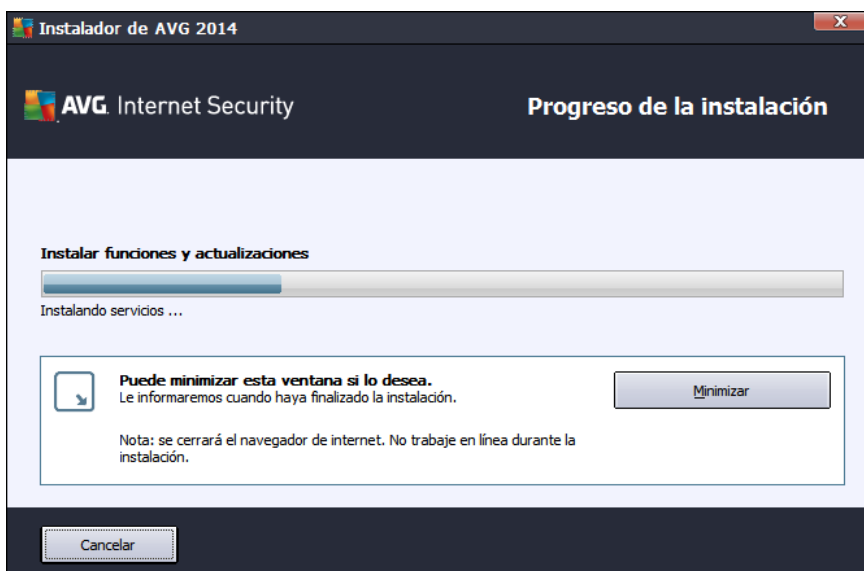 Instalador de AVG 2014
AVG. Internet Security
Progreso de la instalación
Instalar funciones y actualizaciones
Instalando servicios ...
Puede minimizar esta ventana si lo desea.
Le informaremos cuando haya finalizado la instalación.
Minimizar
Nota: se cerrará el navegador de internet. No trabaje en línea durante la
instalación.
Cancelar